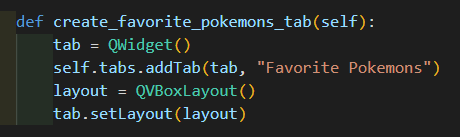 def create_favorite_pokemons_tab(self):
    tab = QWidget()
    self.tabs.addTab(tab, "Favorite Pokemons")
    layout = QVBoxLayout()
    tab.setLayout(layout)